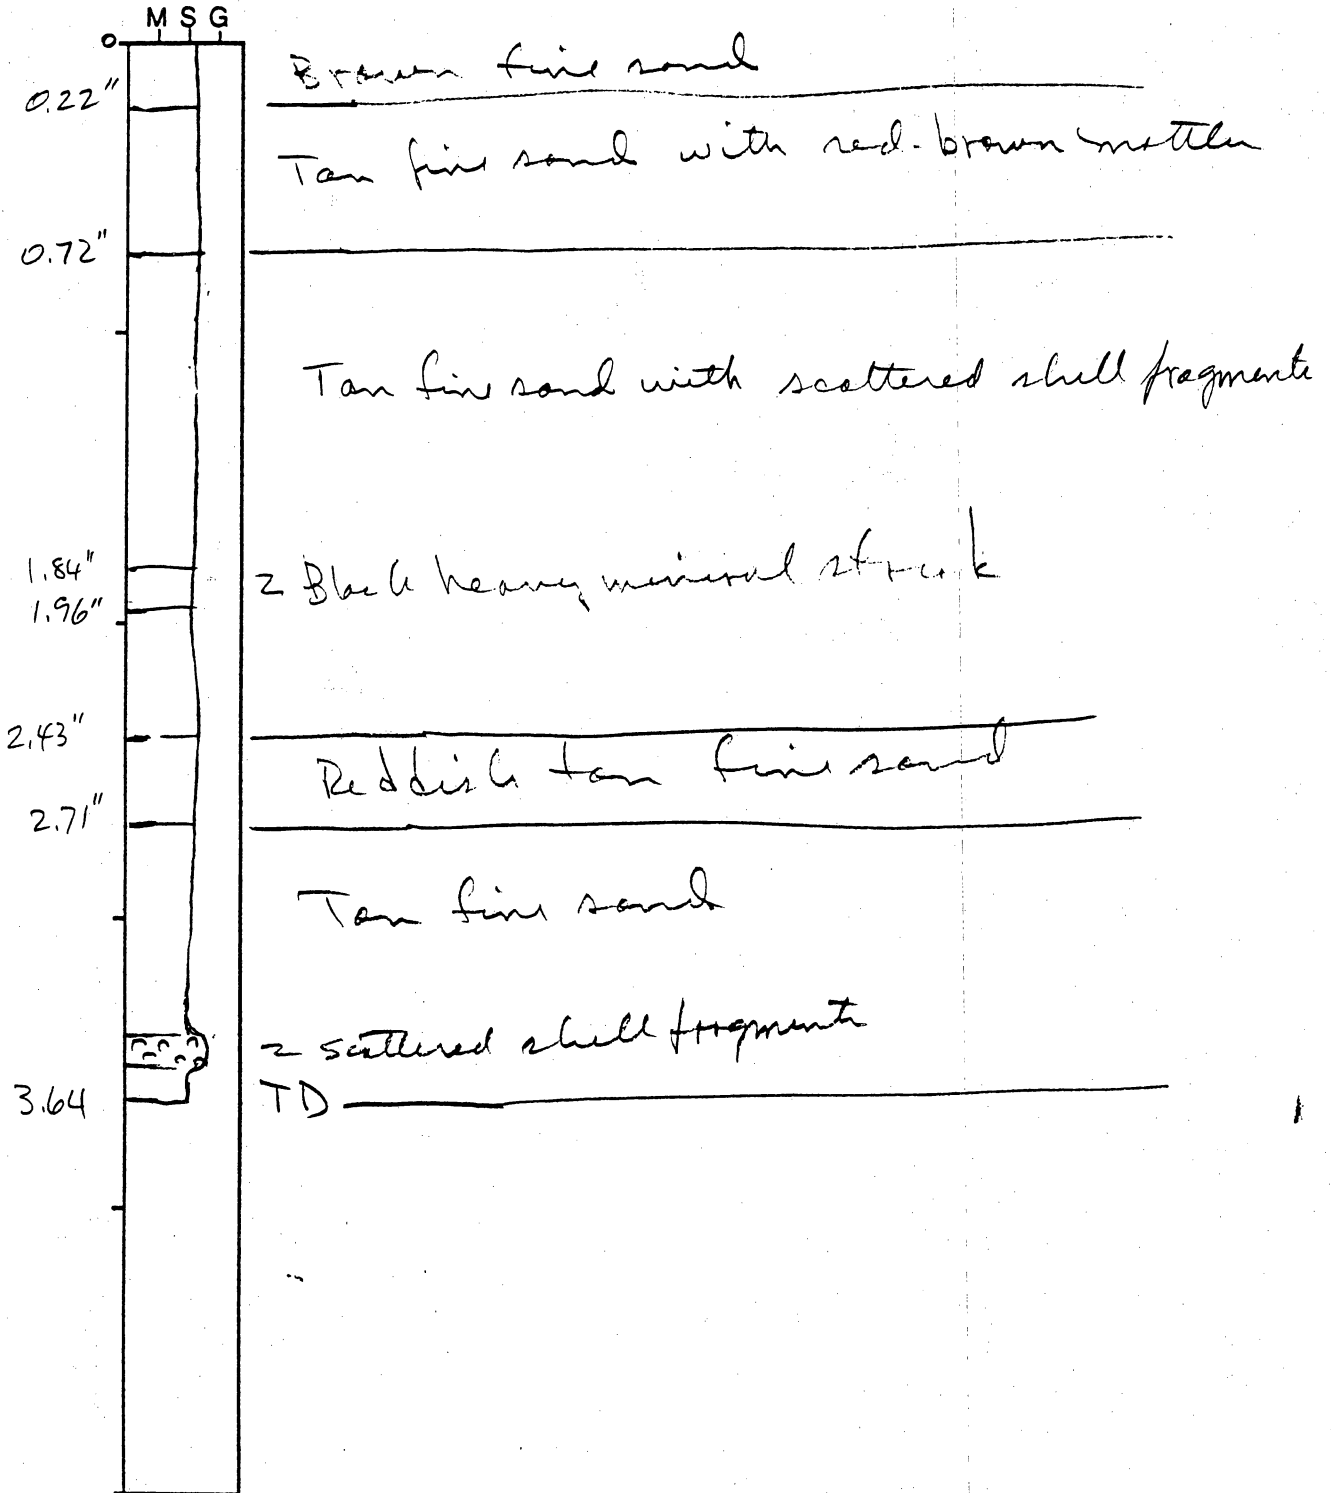 M S G
0
Brown fine sand
0.22"
Tan fine sand with red-brown mottles
0.72"
Tan fine sand with scattered shell fragments
1.84"
Black heavy mineral streak
1.96"
2.43"
Reddish tan fine sand
2.71"
Tan fine sand
scattered shell fragments
3.64 TD